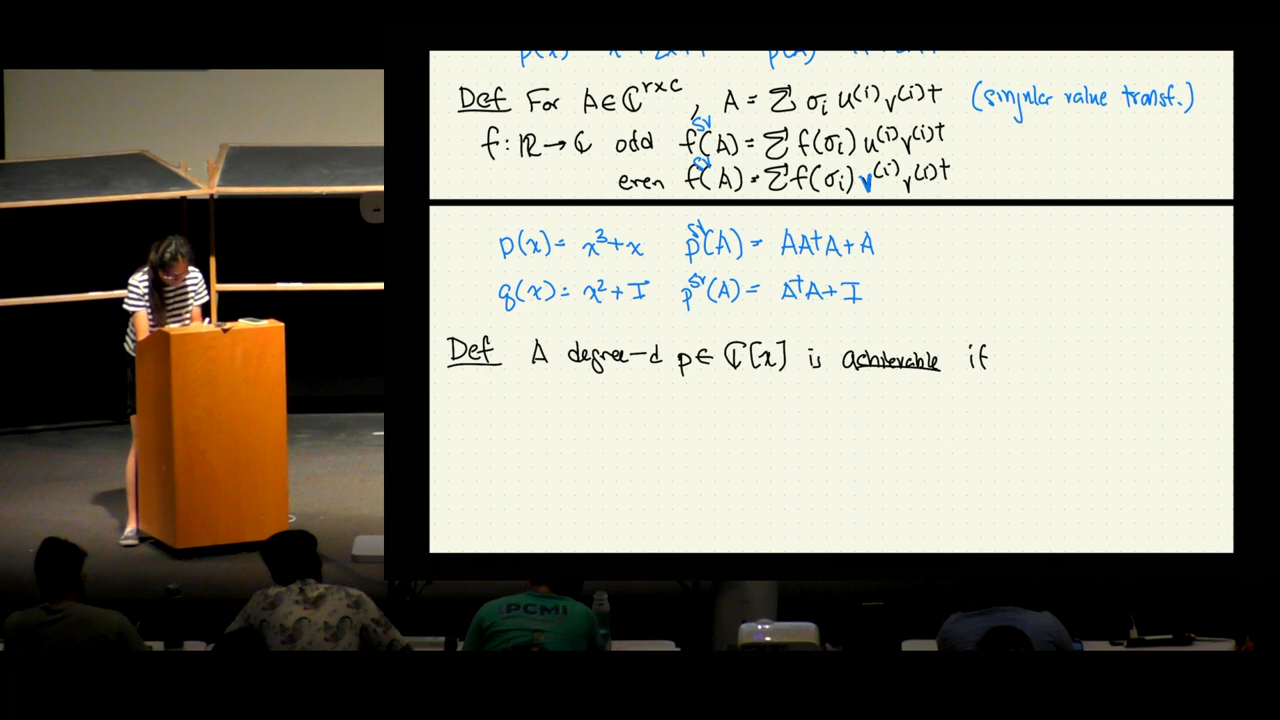 p(x)
Def For A ∈ ℂ^{r×c}, A = Σ σ_i u^{(i)} v^{(i)†} (singular value transf.)
f: ℝ → ℂ odd f^{SV}(A) = Σ f(σ_i) u^{(i)} v^{(i)†}
even f^{SV}(A) = Σ f(σ_i) v^{(i)} v^{(i)†}
p(x) = x³ + x p^{SV}(A) = AA†A + A
q(x) = x² + I p^{SV}(A) = A†A + I
Def A degree-d p ∈ ℂ[x] is achievable if
PCMI